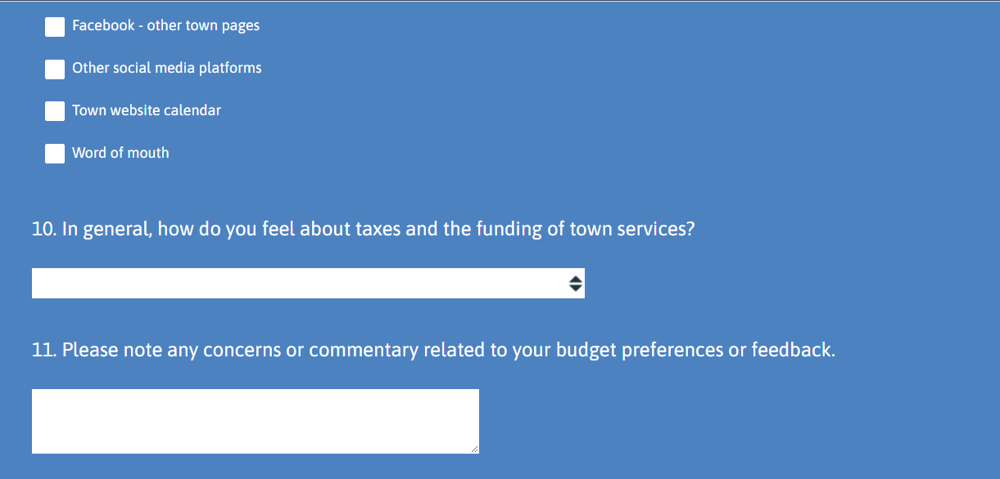 Facebook - other town pages
Other social media platforms
Town website calendar
Word of mouth
10. In general, how do you feel about taxes and the funding of town services?
11. Please note any concerns or commentary related to your budget preferences or feedback.